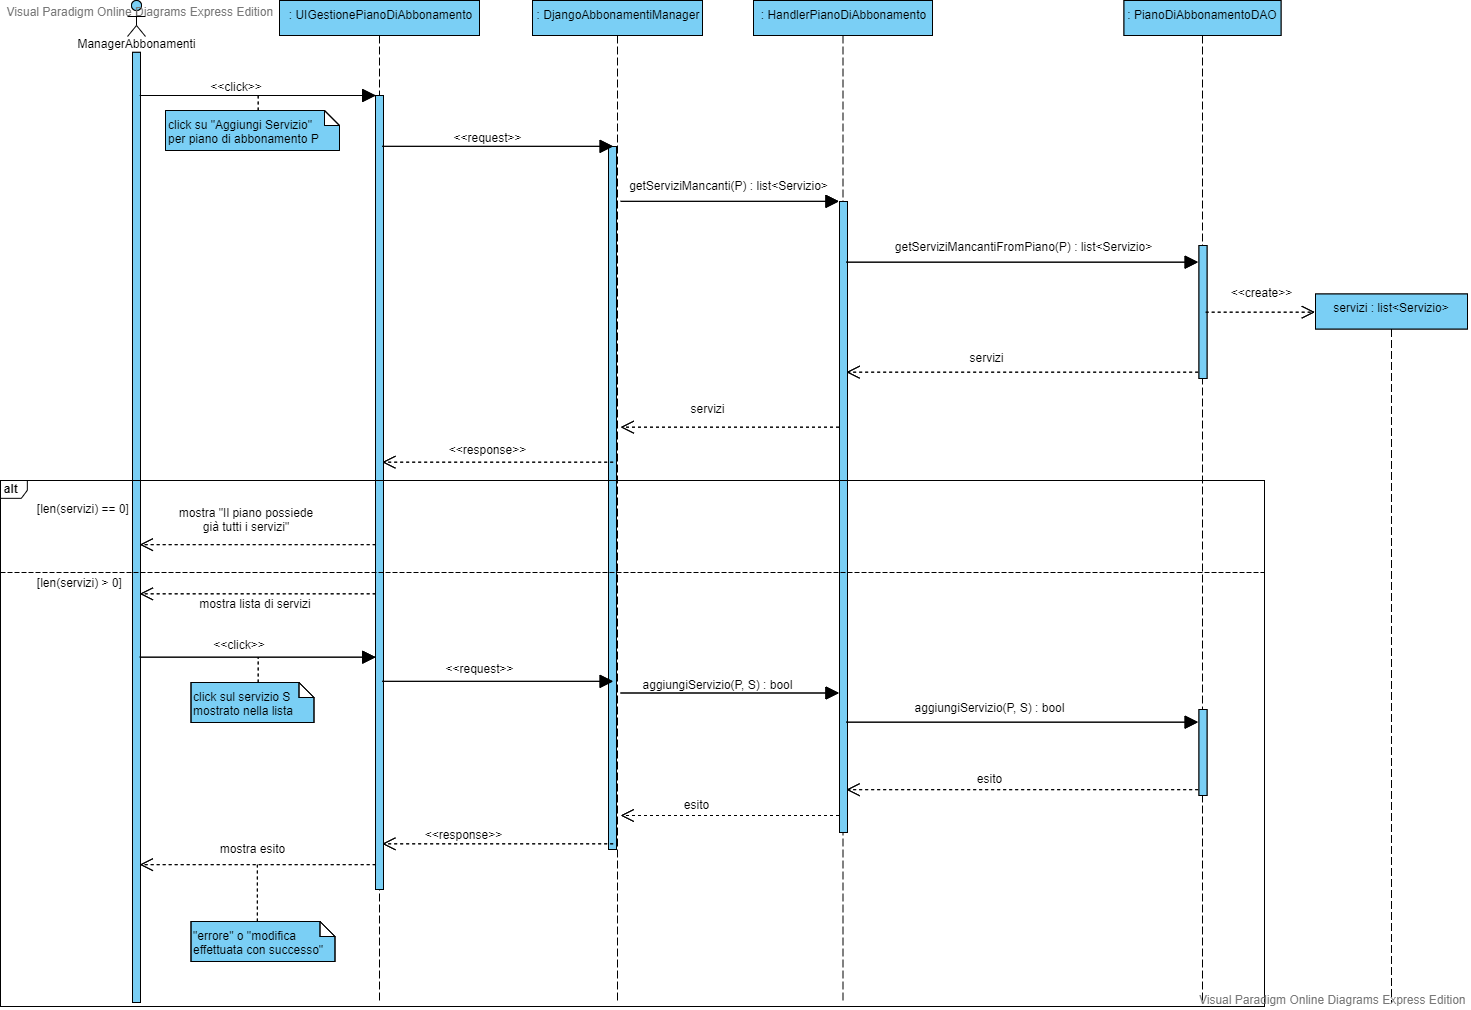 Visual Paradigm Online Diagrams Express Edition
ManagerAbbonamenti
: UIGestionePianoDiAbbonamento
: DjangoAbbonamentiManager
: HandlerPianoDiAbbonamento
: PianoDiAbbonamentoDAO
<<click>>
click su "Aggiungi Servizio"
per piano di abbonamento P
<<request>>
getServiziMancanti(P) : list<Servizio>
getServiziMancantiFromPiano(P) : list<Servizio>
<<create>>
servizi : list<Servizio>
servizi
servizi
<<response>>
alt
[len(servizi) == 0]
mostra "Il piano possiede
già tutti i servizi"
[len(servizi) > 0]
mostra lista di servizi
<<click>>
click sul servizio S
mostrato nella lista
<<request>>
aggiungiServizio(P, S) : bool
aggiungiServizio(P, S) : bool
esito
esito
<<response>>
mostra esito
"errore" o "modifica
effettuata con successo"
Visual Paradigm Online Diagrams Express Edition